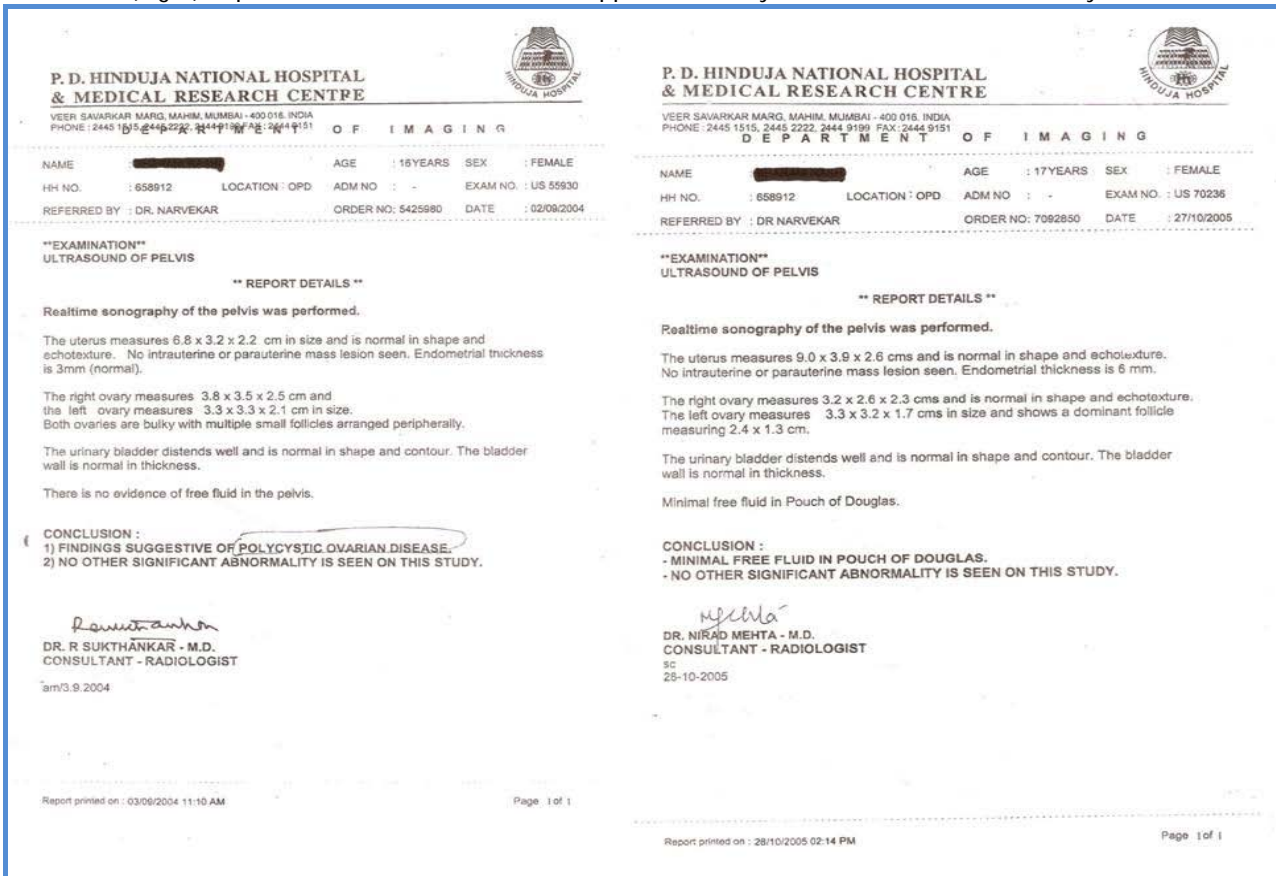 P. D. HINDUJA NATIONAL HOSPITAL
& MEDICAL RESEARCH CENTRE
HINDUJA HOSPITAL
VEER SAVARKAR MARG, MAHIM, MUMBAI - 400 016. INDIA
PHONE : 2445 1515, 2445 2222, 2444 9199 FAX : 2444 9151
DEPARTMENT OF IMAGING
NAME AGE : 16YEARS SEX : FEMALE
HH NO. : 658912 LOCATION : OPD ADM NO : - EXAM NO. : US 55930
REFERRED BY : DR. NARVEKAR ORDER NO: 5425980 DATE : 02/09/2004
**EXAMINATION**
ULTRASOUND OF PELVIS
** REPORT DETAILS **
Realtime sonography of the pelvis was performed.
The uterus measures 6.8 x 3.2 x 2.2 cm in size and is normal in shape and
echotexture. No intrauterine or parauterine mass lesion seen. Endometrial thickness
is 3mm (normal).
The right ovary measures 3.8 x 3.5 x 2.5 cm and
the left ovary measures 3.3 x 3.3 x 2.1 cm in size.
Both ovaries are bulky with multiple small follicles arranged peripherally.
The urinary bladder distends well and is normal in shape and contour. The bladder
wall is normal in thickness.
There is no evidence of free fluid in the pelvis.
CONCLUSION :
1) FINDINGS SUGGESTIVE OF POLYCYSTIC OVARIAN DISEASE.
2) NO OTHER SIGNIFICANT ABNORMALITY IS SEEN ON THIS STUDY.
DR. R SUKTHANKAR - M.D.
CONSULTANT - RADIOLOGIST
am/3.9.2004
Report printed on : 03/09/2004 11:10 AM Page 1of 1
P. D. HINDUJA NATIONAL HOSPITAL
& MEDICAL RESEARCH CENTRE
HINDUJA HOSPITAL
VEER SAVARKAR MARG, MAHIM, MUMBAI - 400 016. INDIA
PHONE : 2445 1515, 2445 2222, 2444 9199 FAX : 2444 9151
DEPARTMENT OF IMAGING
NAME AGE : 17YEARS SEX : FEMALE
HH NO. : 658912 LOCATION : OPD ADM NO : - EXAM NO. : US 70236
REFERRED BY : DR NARVEKAR ORDER NO: 7092850 DATE : 27/10/2005
**EXAMINATION**
ULTRASOUND OF PELVIS
** REPORT DETAILS **
Realtime sonography of the pelvis was performed.
The uterus measures 9.0 x 3.9 x 2.6 cms and is normal in shape and echotexture.
No intrauterine or parauterine mass lesion seen. Endometrial thickness is 6 mm.
The right ovary measures 3.2 x 2.6 x 2.3 cms and is normal in shape and echotexture.
The left ovary measures 3.3 x 3.2 x 1.7 cms in size and shows a dominant follicle
measuring 2.4 x 1.3 cm.
The urinary bladder distends well and is normal in shape and contour. The bladder
wall is normal in thickness.
Minimal free fluid in Pouch of Douglas.
CONCLUSION :
- MINIMAL FREE FLUID IN POUCH OF DOUGLAS.
- NO OTHER SIGNIFICANT ABNORMALITY IS SEEN ON THIS STUDY.
DR. NIRAD MEHTA - M.D.
CONSULTANT - RADIOLOGIST
sc
28-10-2005
Report printed on : 28/10/2005 02:14 PM Page 1of 1